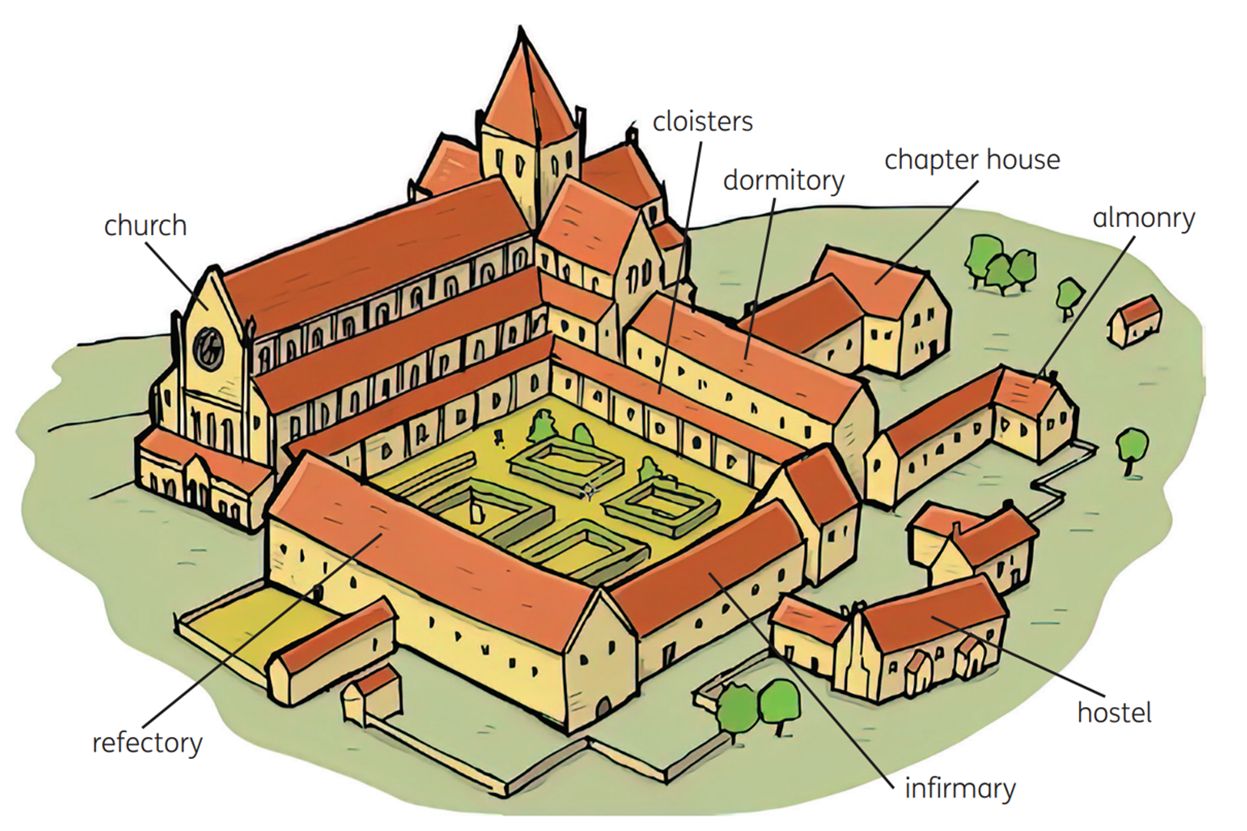 cloisters
chapter house
dormitory
almonry
church
hostel
refectory
infirmary